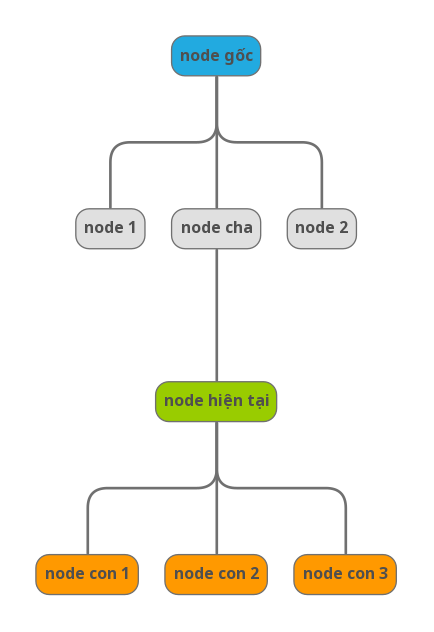 node gốc
node 1
node cha
node 2
node hiện tại
node con 1
node con 2
node con 3